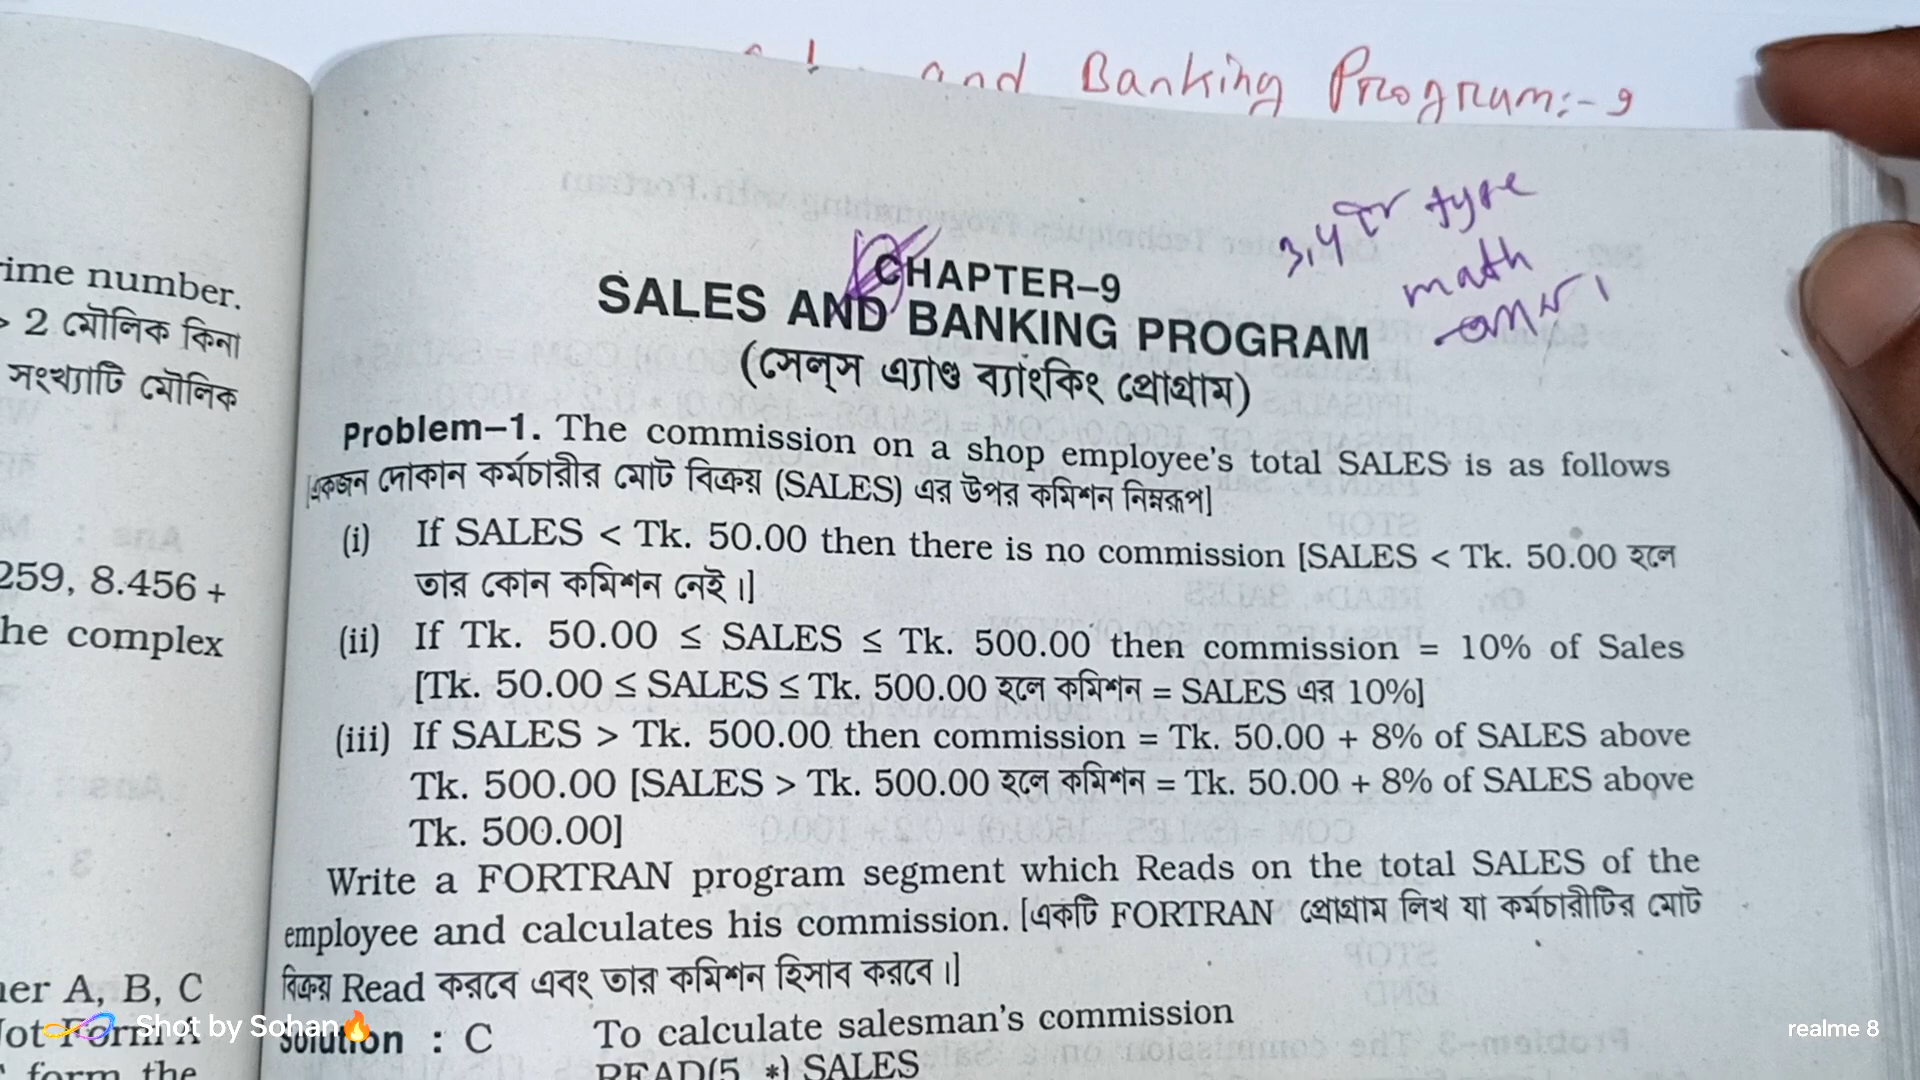 and Banking Program:- 9
3,4 টা type
math
CHAPTER–9
SALES AND BANKING PROGRAM
(সেল্‌স এ্যাণ্ড ব্যাংকিং প্রোগ্রাম)
ime number.
> 2 মৌলিক কিনা
সংখ্যাটি মৌলিক
259, 8.456 +
he complex
ner A, B, C
Not Form A
form the
Problem–1. The commission on a shop employee's total SALES is as follows
[একজন দোকান কর্মচারীর মোট বিক্রয় (SALES) এর উপর কমিশন নিম্নরূপ]
(i) If SALES < Tk. 50.00 then there is no commission [SALES < Tk. 50.00 হলে
তার কোন কমিশন নেই।]
(ii) If Tk. 50.00 ≤ SALES ≤ Tk. 500.00 then commission = 10% of Sales
[Tk. 50.00 ≤ SALES ≤ Tk. 500.00 হলে কমিশন = SALES এর 10%]
(iii) If SALES > Tk. 500.00 then commission = Tk. 50.00 + 8% of SALES above
Tk. 500.00 [SALES > Tk. 500.00 হলে কমিশন = Tk. 50.00 + 8% of SALES above
Tk. 500.00]
Write a FORTRAN program segment which Reads on the total SALES of the
employee and calculates his commission. [একটি FORTRAN প্রোগ্রাম লিখ যা কর্মচারীটির মোট
বিক্রয় Read করবে এবং তার কমিশন হিসাব করবে।]
Solution : C To calculate salesman's commission
READ(5, *) SALES
Shot by Sohan🔥
realme 8